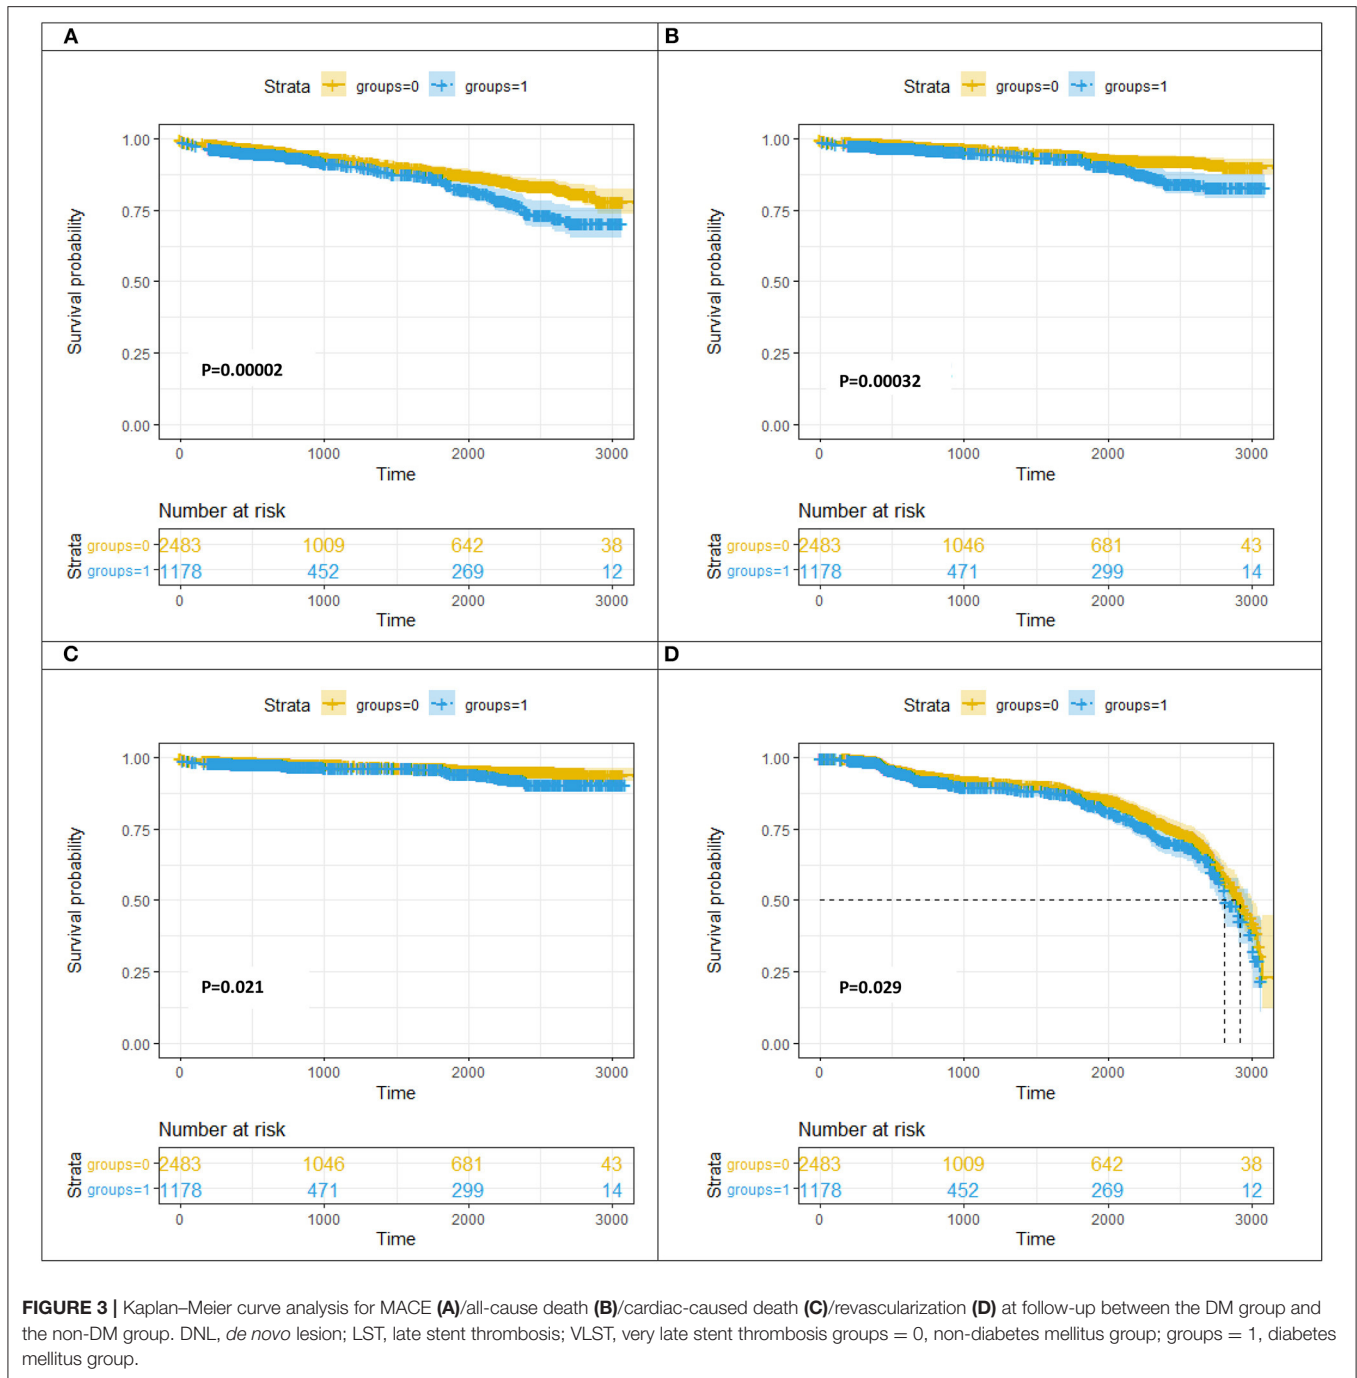 A
Strata groups=0 groups=1
Survival probability
1.00
0.75
0.50
0.25
0.00
P=0.00002
0 1000 2000 3000
Time
Number at risk
Strata
groups=0 2483 1009 642 38
groups=1 1178 452 269 12
0 1000 2000 3000
Time
B
Strata groups=0 groups=1
Survival probability
1.00
0.75
0.50
0.25
0.00
P=0.00032
0 1000 2000 3000
Time
Number at risk
Strata
groups=0 2483 1046 681 43
groups=1 1178 471 299 14
0 1000 2000 3000
Time
C
Strata groups=0 groups=1
Survival probability
1.00
0.75
0.50
0.25
0.00
P=0.021
0 1000 2000 3000
Time
Number at risk
Strata
groups=0 2483 1046 681 43
groups=1 1178 471 299 14
0 1000 2000 3000
Time
D
Strata groups=0 groups=1
Survival probability
1.00
0.75
0.50
0.25
0.00
P=0.029
0 1000 2000 3000
Time
Number at risk
Strata
groups=0 2483 1009 642 38
groups=1 1178 452 269 12
0 1000 2000 3000
Time
FIGURE 3 | Kaplan–Meier curve analysis for MACE (A)/all-cause death (B)/cardiac-caused death (C)/revascularization (D) at follow-up between the DM group and
the non-DM group. DNL, de novo lesion; LST, late stent thrombosis; VLST, very late stent thrombosis groups = 0, non-diabetes mellitus group; groups = 1, diabetes
mellitus group.